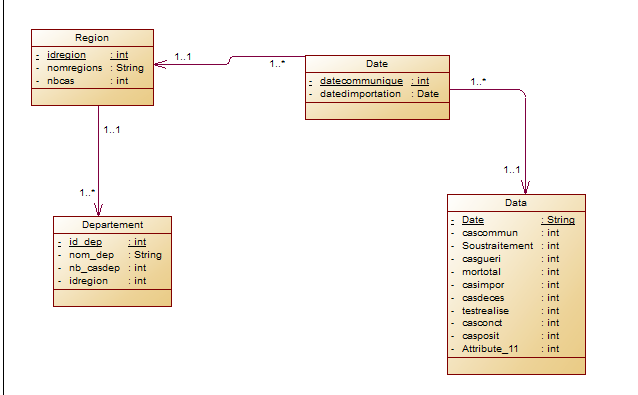 Region
- idregion : int
- nomregions : String
- nbcas : int
1..1
1..*
Date
- datecommunique : int
- datedimportation : Date
1..*
1..1
1..1
1..*
Departement
- id_dep : int
- nom_dep : String
- nb_casdep : int
- idregion : int
Data
- Date : String
- cascommun : int
- Soustraitement : int
- casgueri : int
- mortotal : int
- casimpor : int
- casdeces : int
- testrealise : int
- casconct : int
- casposit : int
- Attribute_11 : int